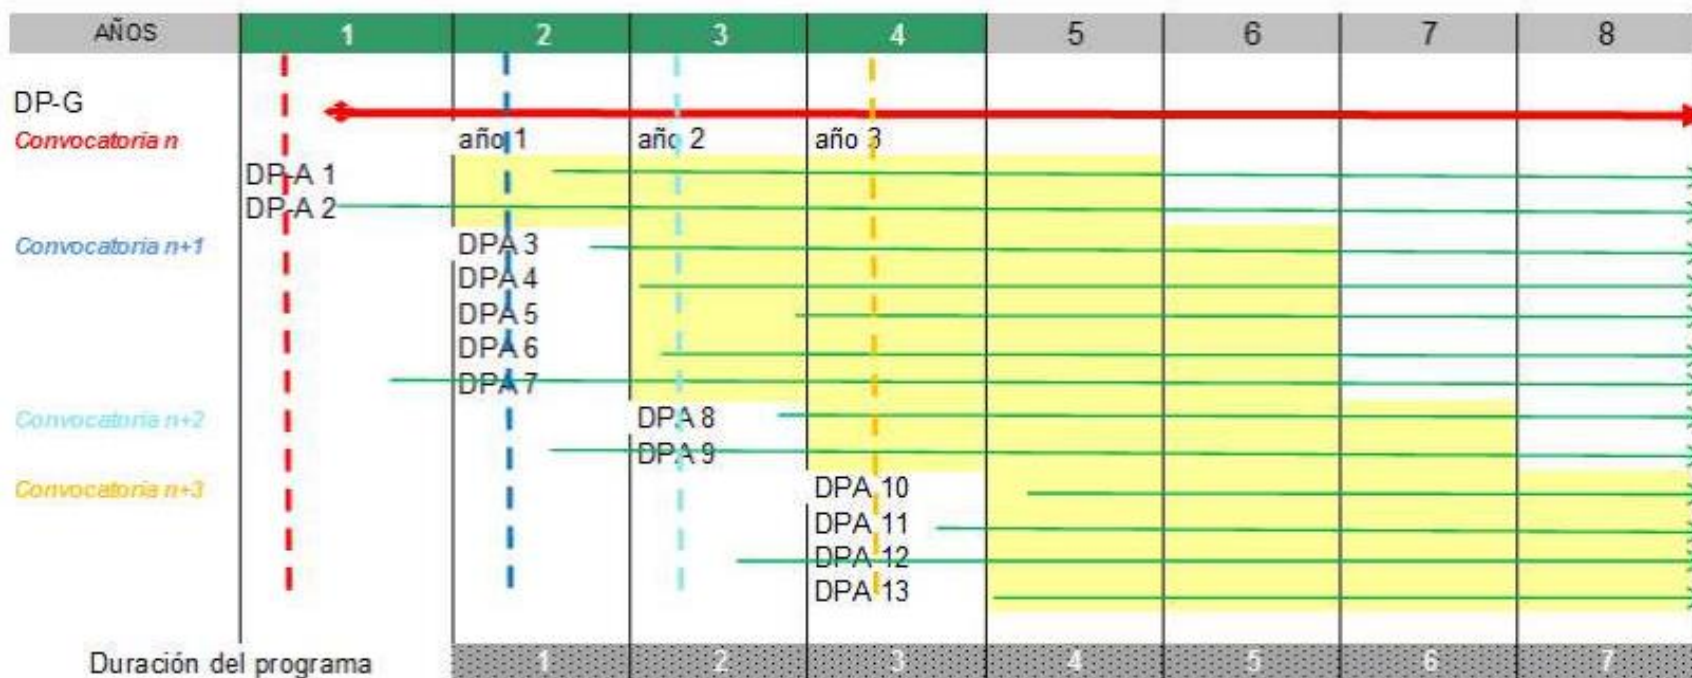 AÑOS 1 2 3 4 5 6 7 8
DP-G
Convocatoria n año 1 año 2 año 3
DP-A 1
DP-A 2
Convocatoria n+1 DPA 3
DPA 4
DPA 5
DPA 6
DPA 7
Convocatoria n+2 DPA 8
DPA 9
Convocatoria n+3 DPA 10
DPA 11
DPA 12
DPA 13
Duración del programa 1 2 3 4 5 6 7